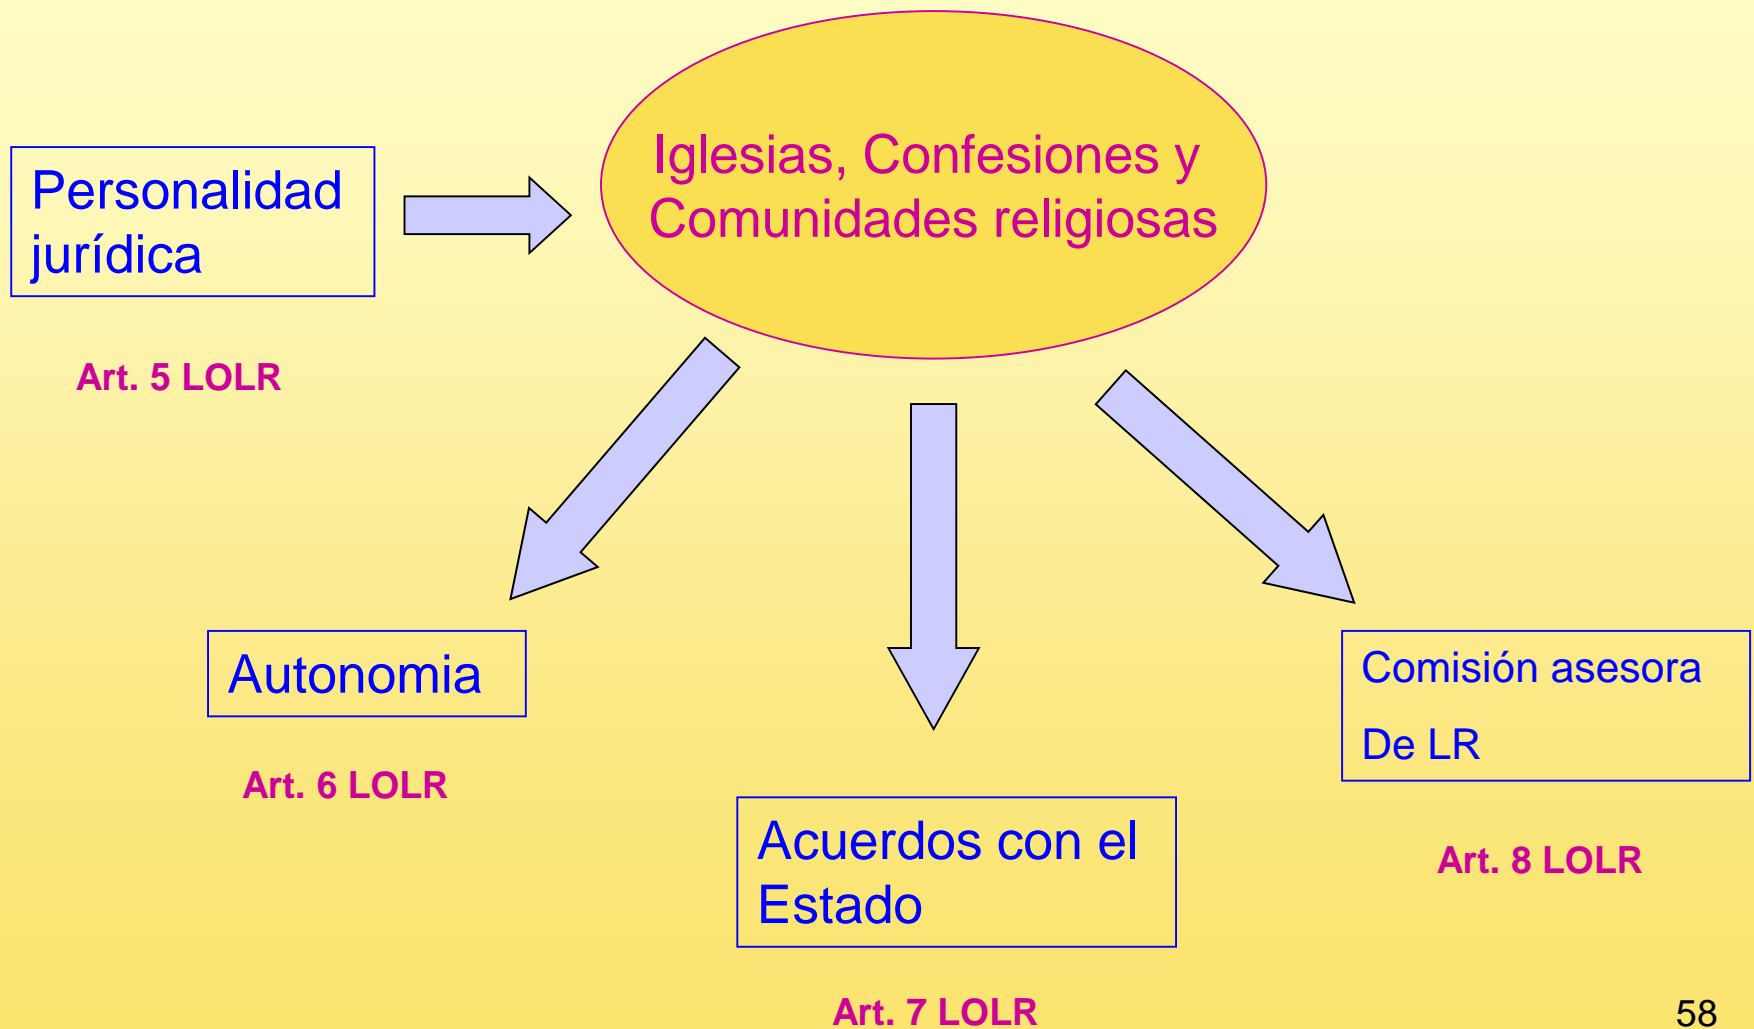 Iglesias, Confesiones y
Comunidades religiosas
Personalidad
jurídica
Art. 5 LOLR
Autonomia
Art. 6 LOLR
Acuerdos con el
Estado
Art. 7 LOLR
Comisión asesora
De LR
Art. 8 LOLR
58